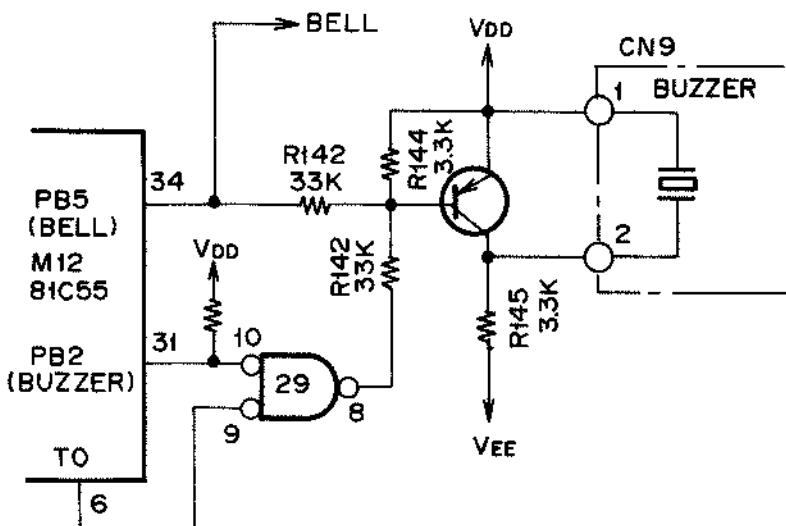 BELL
VDD
CN9
1
BUZZER
34
R142
33K
R144
3.3K
PB5
(BELL)
M12
81C55
VDD
R142
33K
2
R145
3.3K
31
10
PB2
(BUZZER)
29
8
9
VEE
TO
6